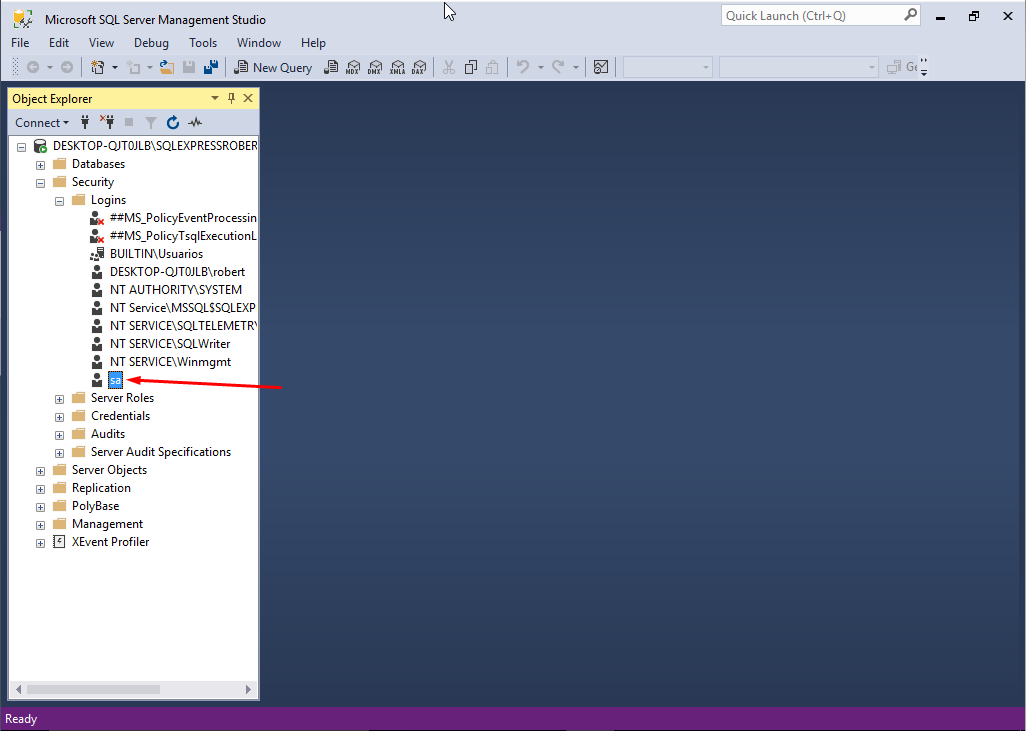 Microsoft SQL Server Management Studio
Quick Launch (Ctrl+Q)
File Edit View Debug Tools Window Help
New Query MDX DMX XMLA DAX
Object Explorer
Connect
DESKTOP-QJT0JLB\SQLEXPRESSROBER
Databases
Security
Logins
##MS_PolicyEventProcessin
##MS_PolicyTsqlExecutionL
BUILTIN\Usuarios
DESKTOP-QJT0JLB\robert
NT AUTHORITY\SYSTEM
NT Service\MSSQL$SQLEXP
NT SERVICE\SQLTELEMETRY
NT SERVICE\SQLWriter
NT SERVICE\Winmgmt
sa
Server Roles
Credentials
Audits
Server Audit Specifications
Server Objects
Replication
PolyBase
Management
XEvent Profiler
Ready